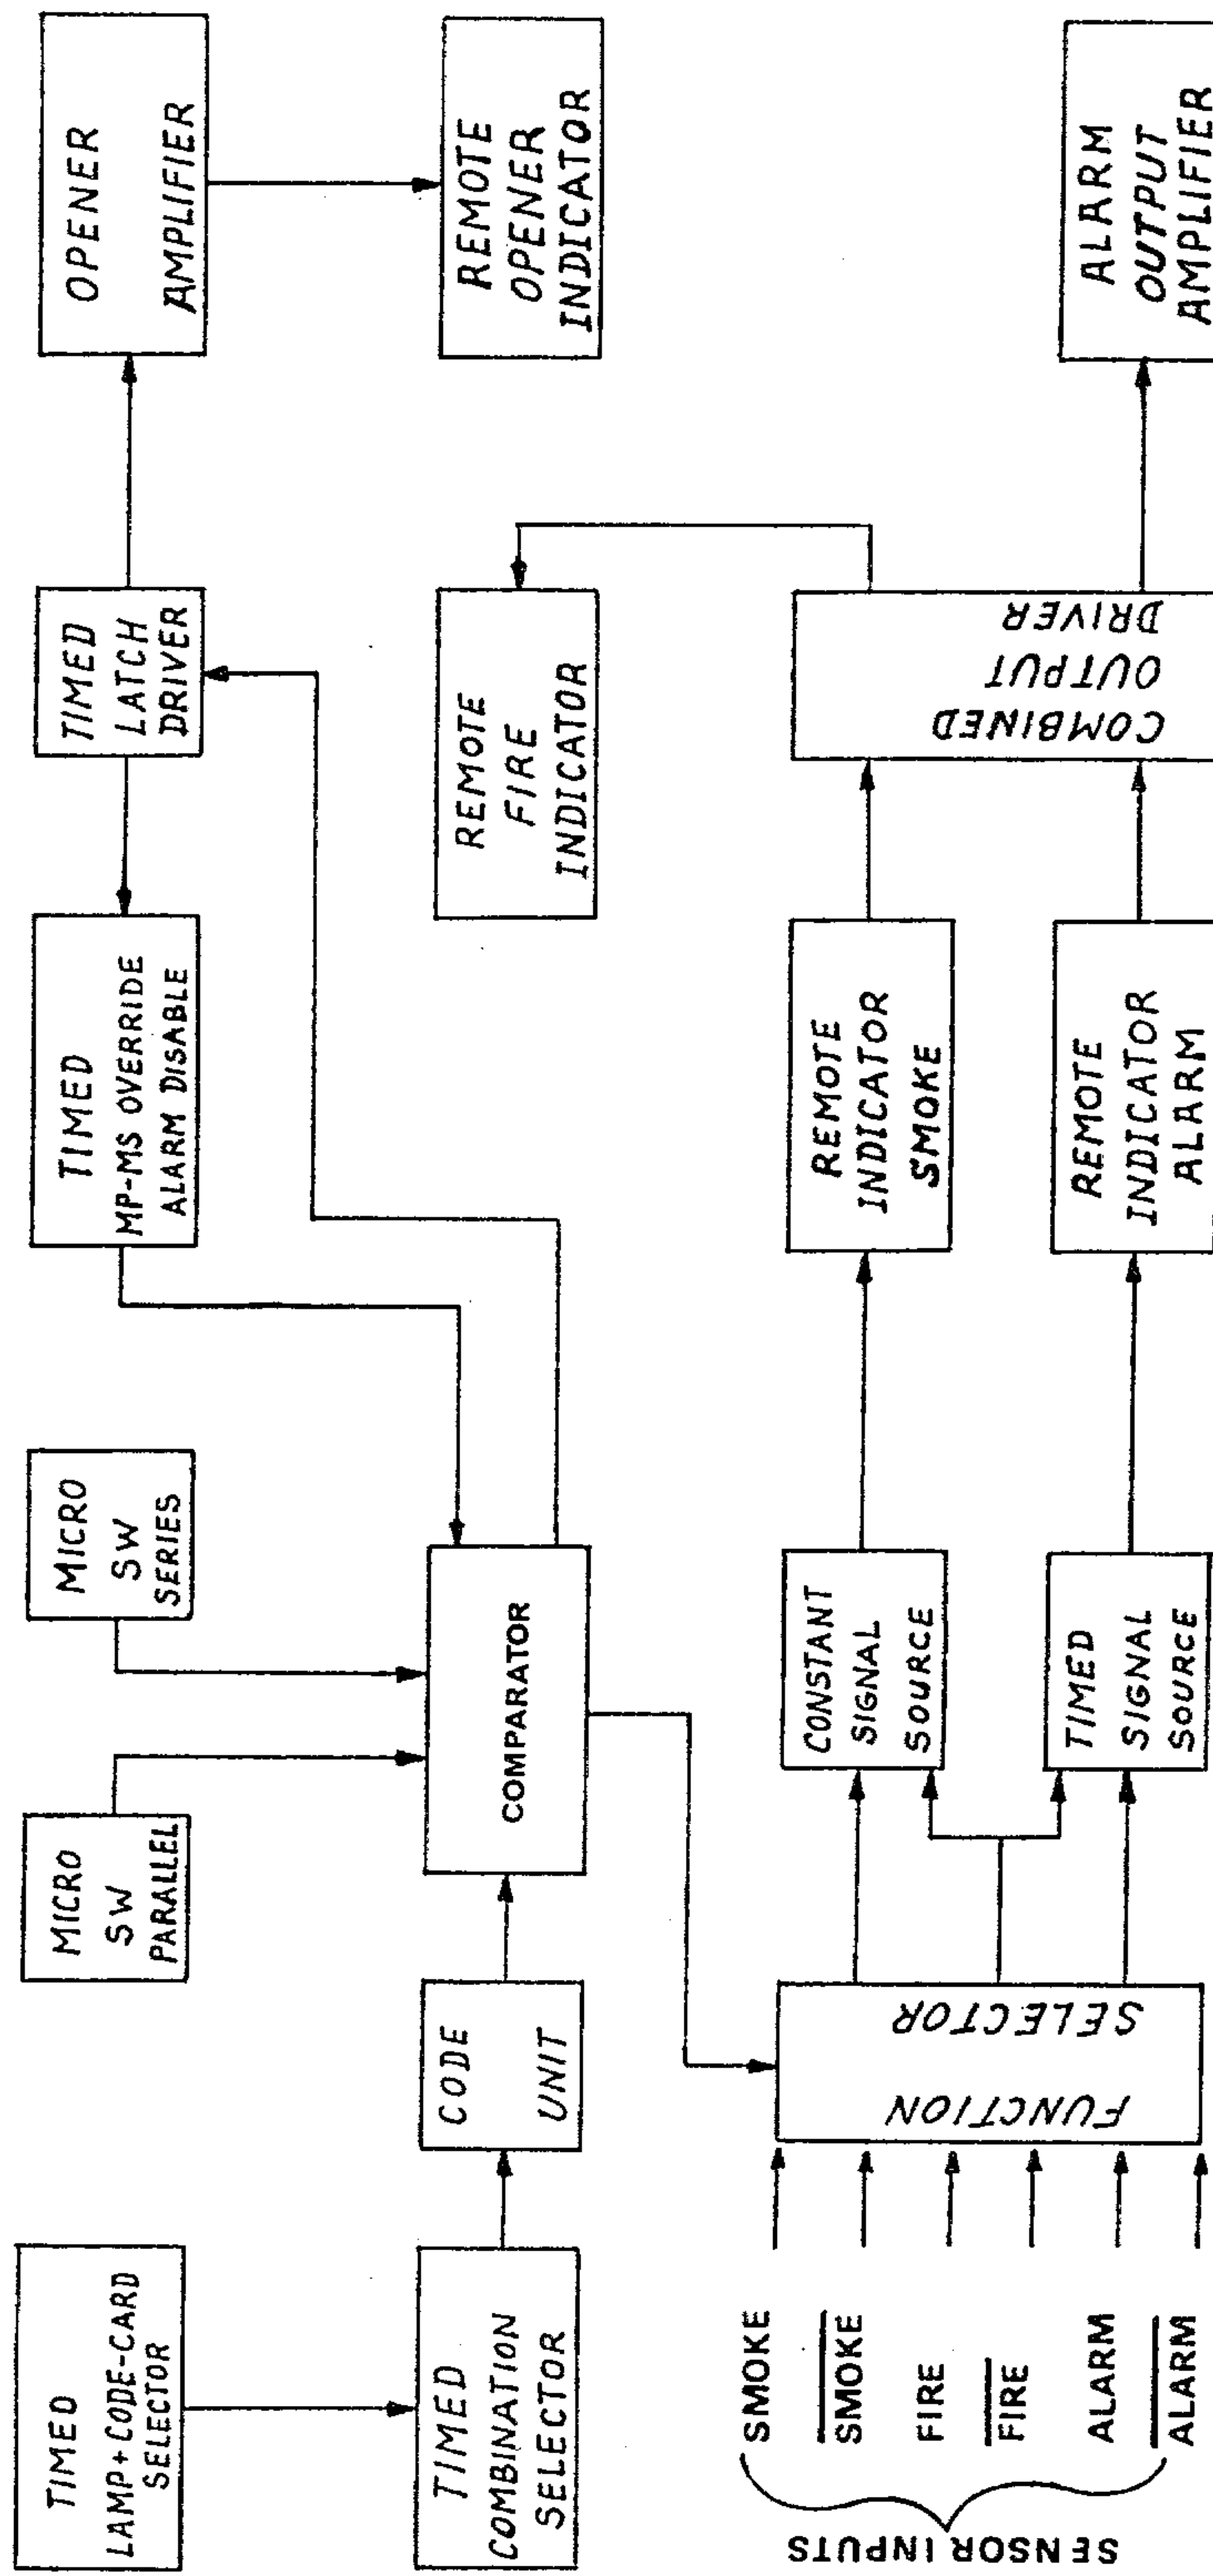 TIMED
LAMP+CODE-CARD
SELECTOR
MICRO
SW
PARALLEL
MICRO
SW
SERIES
TIMED
MP-MS OVERRIDE
ALARM DISABLE
TIMED
LATCH
DRIVER
OPENER
AMPLIFIER
TIMED
COMBINATION
SELECTOR
CODE
UNIT
COMPARATOR
REMOTE
FIRE
INDICATOR
REMOTE
OPENER
INDICATOR
SENSOR INPUTS
SMOKE
SMOKE
FIRE
FIRE
ALARM
ALARM
FUNCTION
SELECTOR
CONSTANT
SIGNAL
SOURCE
TIMED
SIGNAL
SOURCE
REMOTE
INDICATOR
SMOKE
REMOTE
INDICATOR
ALARM
COMBINED
OUTPUT
DRIVER
ALARM
OUTPUT
AMPLIFIER